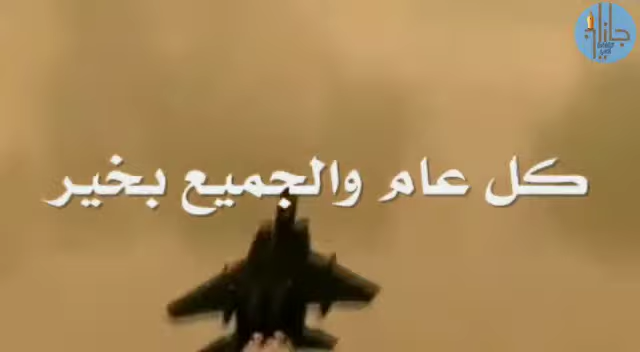 كل عام والجميع بخير